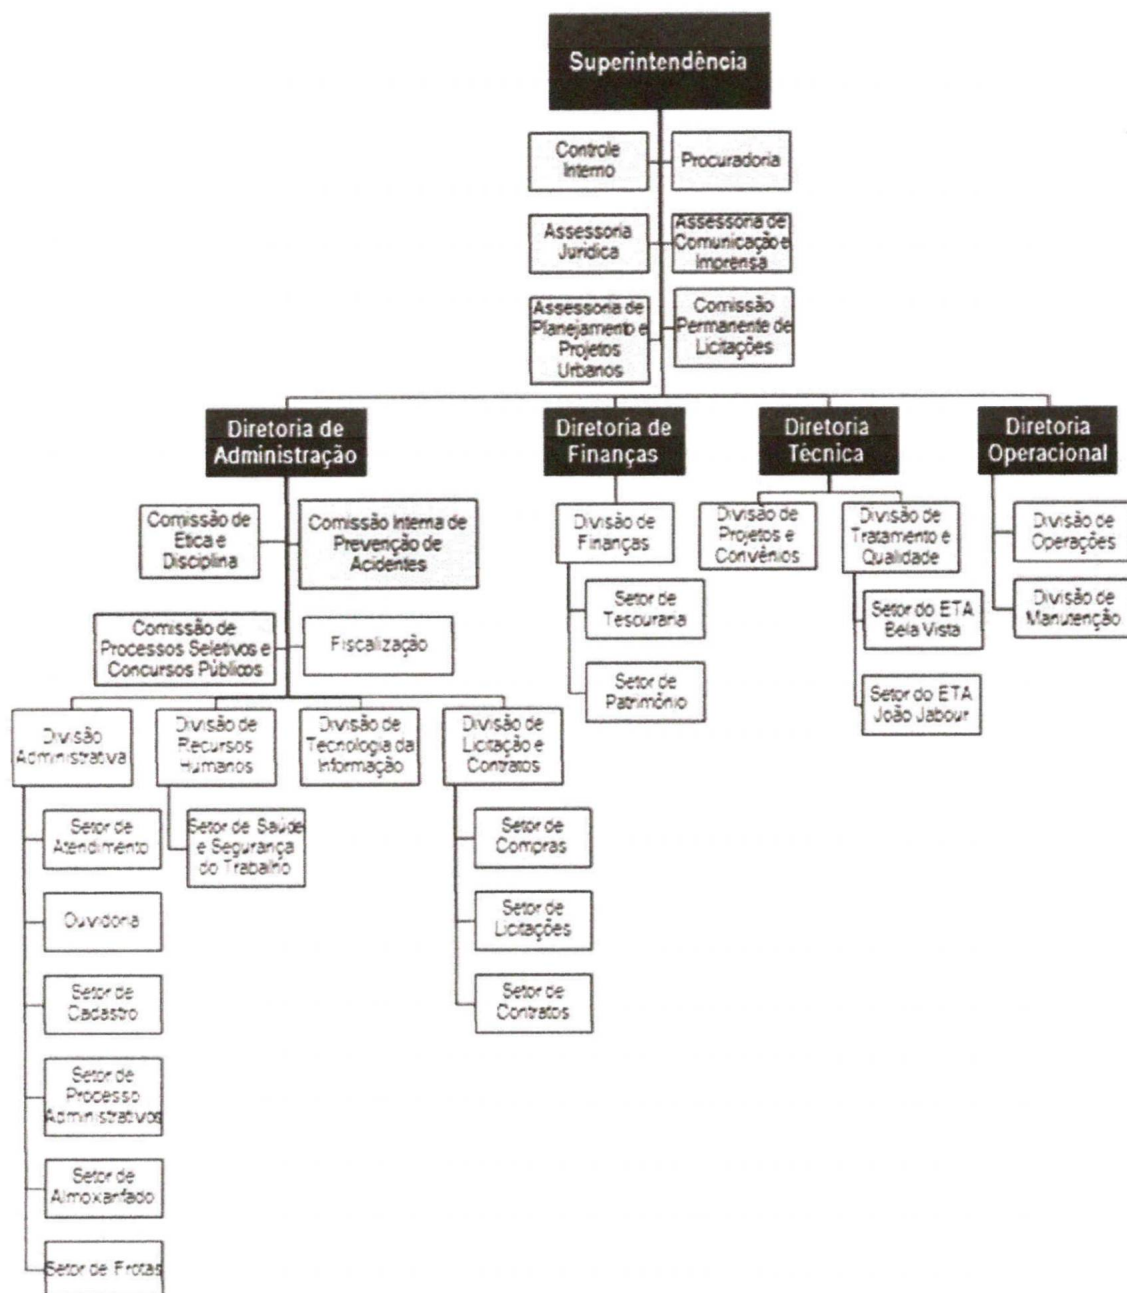 Superintendência
Controle
Interno
Procuradoria
Assessoria
Jurídica
Assessoria de
Comunicação e
Imprensa
Assessoria de
Planejamento e
Projetos
Urbanos
Comissão
Permanente de
Licitações
Diretoria de
Administração
Diretoria de
Finanças
Diretoria
Técnica
Diretoria
Operacional
Comissão de
Ética e
Disciplina
Comissão Interna de
Prevenção de
Acidentes
Comissão de
Processos Seletivos e
Concursos Públicos
Fiscalização
Divisão
Administrativa
Divisão de
Recursos
Humanos
Divisão de
Tecnologia da
Informação
Divisão de
Licitação e
Contratos
Setor de
Atendimento
Ouvidoria
Setor de
Cadastro
Setor de
Processo
Administrativos
Setor de
Almoxarifado
Setor de Frotas
Setor de Saúde
e Segurança
do Trabalho
Setor de
Compras
Setor de
Licitações
Setor de
Contratos
Divisão de
Finanças
Setor de
Tesouraria
Setor de
Patrimônio
Divisão de
Projetos e
Convênios
Divisão de
Tratamento e
Qualidade
Setor do ETA
Bela Vista
Setor do ETA
João Jabour
Divisão de
Operações
Divisão de
Manutenção